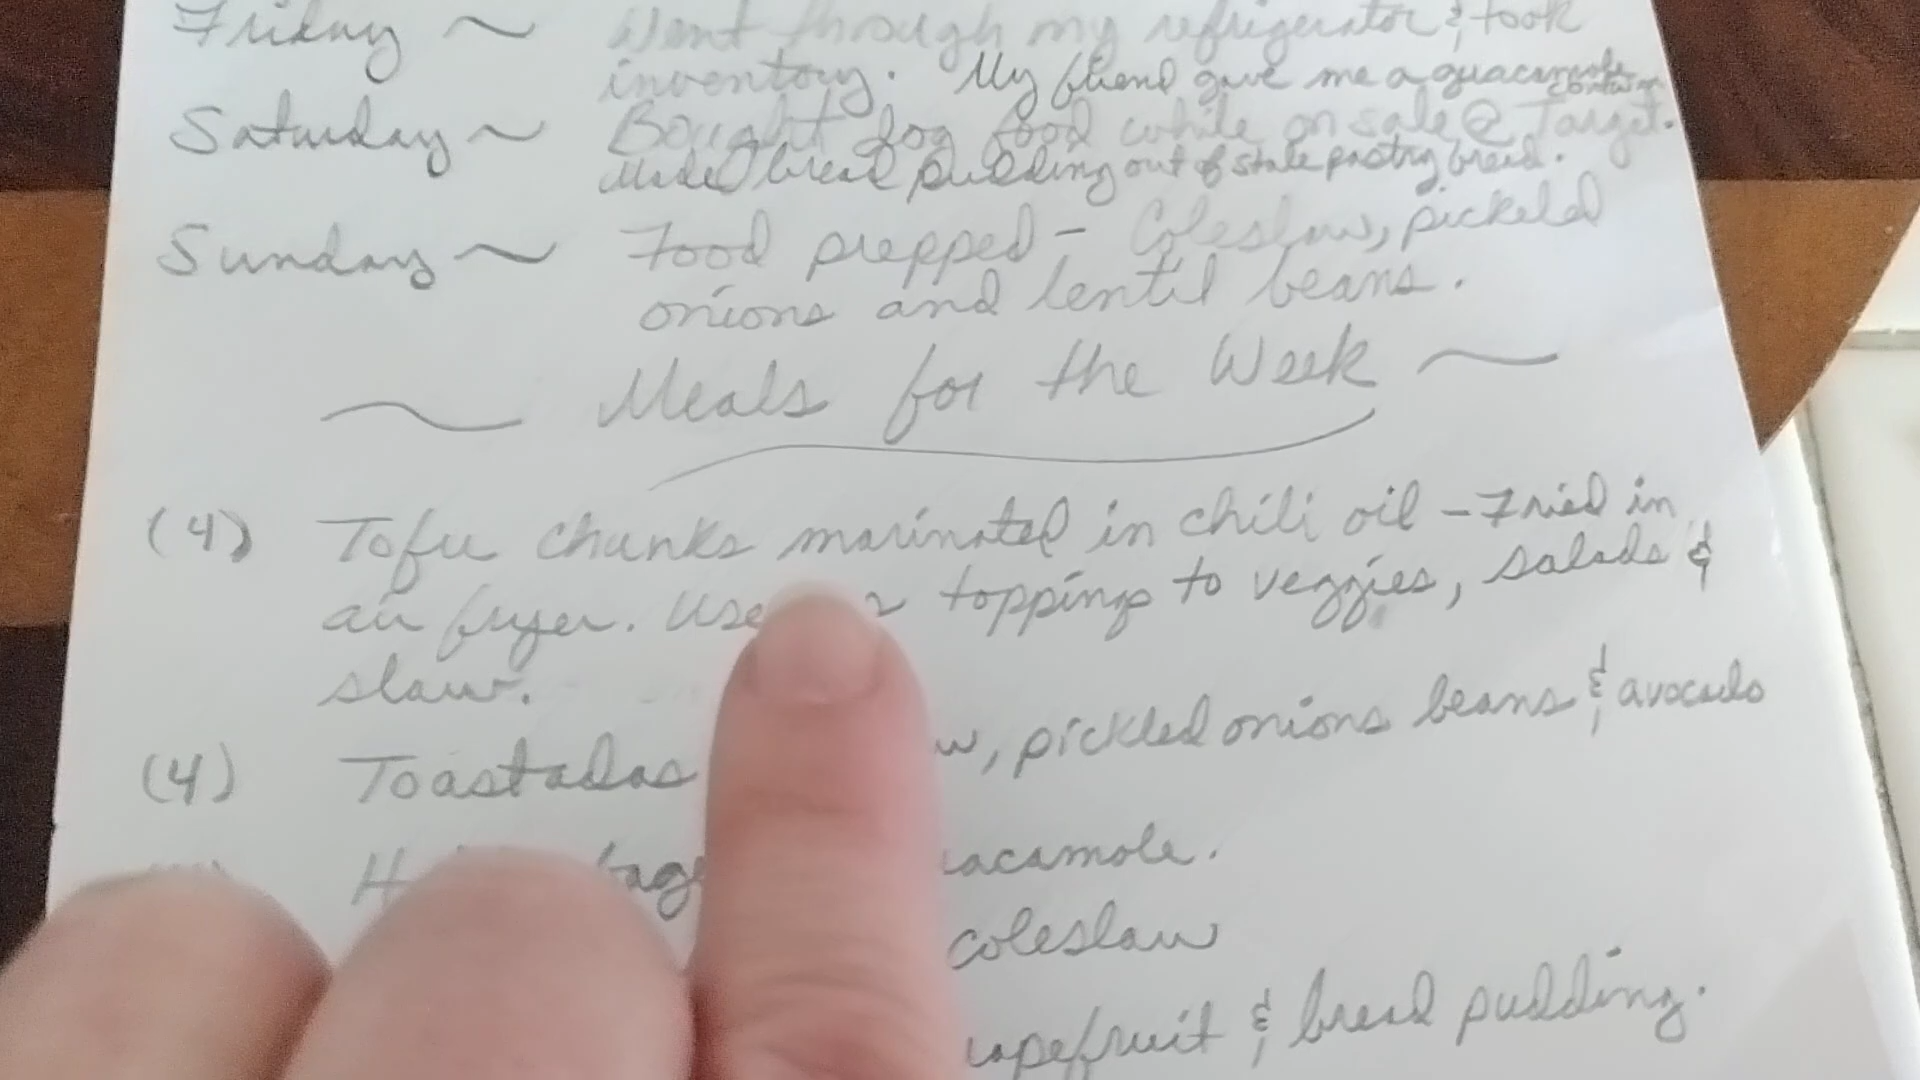 Friday ~ Went through my refrigerator & took
inventory. My friend gave me a guacamole
Saturday ~ Bought dog food while on sale @ Target.
Made bread pudding out of stale pastry bread.
Sunday ~ Food prepped - Coleslaw, pickeled
onions and lentil beans.
~ Meals for the Week ~
(4) Tofu chunks marinated in chili oil - Fried in
air fryer. Use toppings to veggies, salads &
slaw.
(4) Toastadas w, pickled onions beans & avocado
acamole.
coleslaw
apefruit & bread pudding.